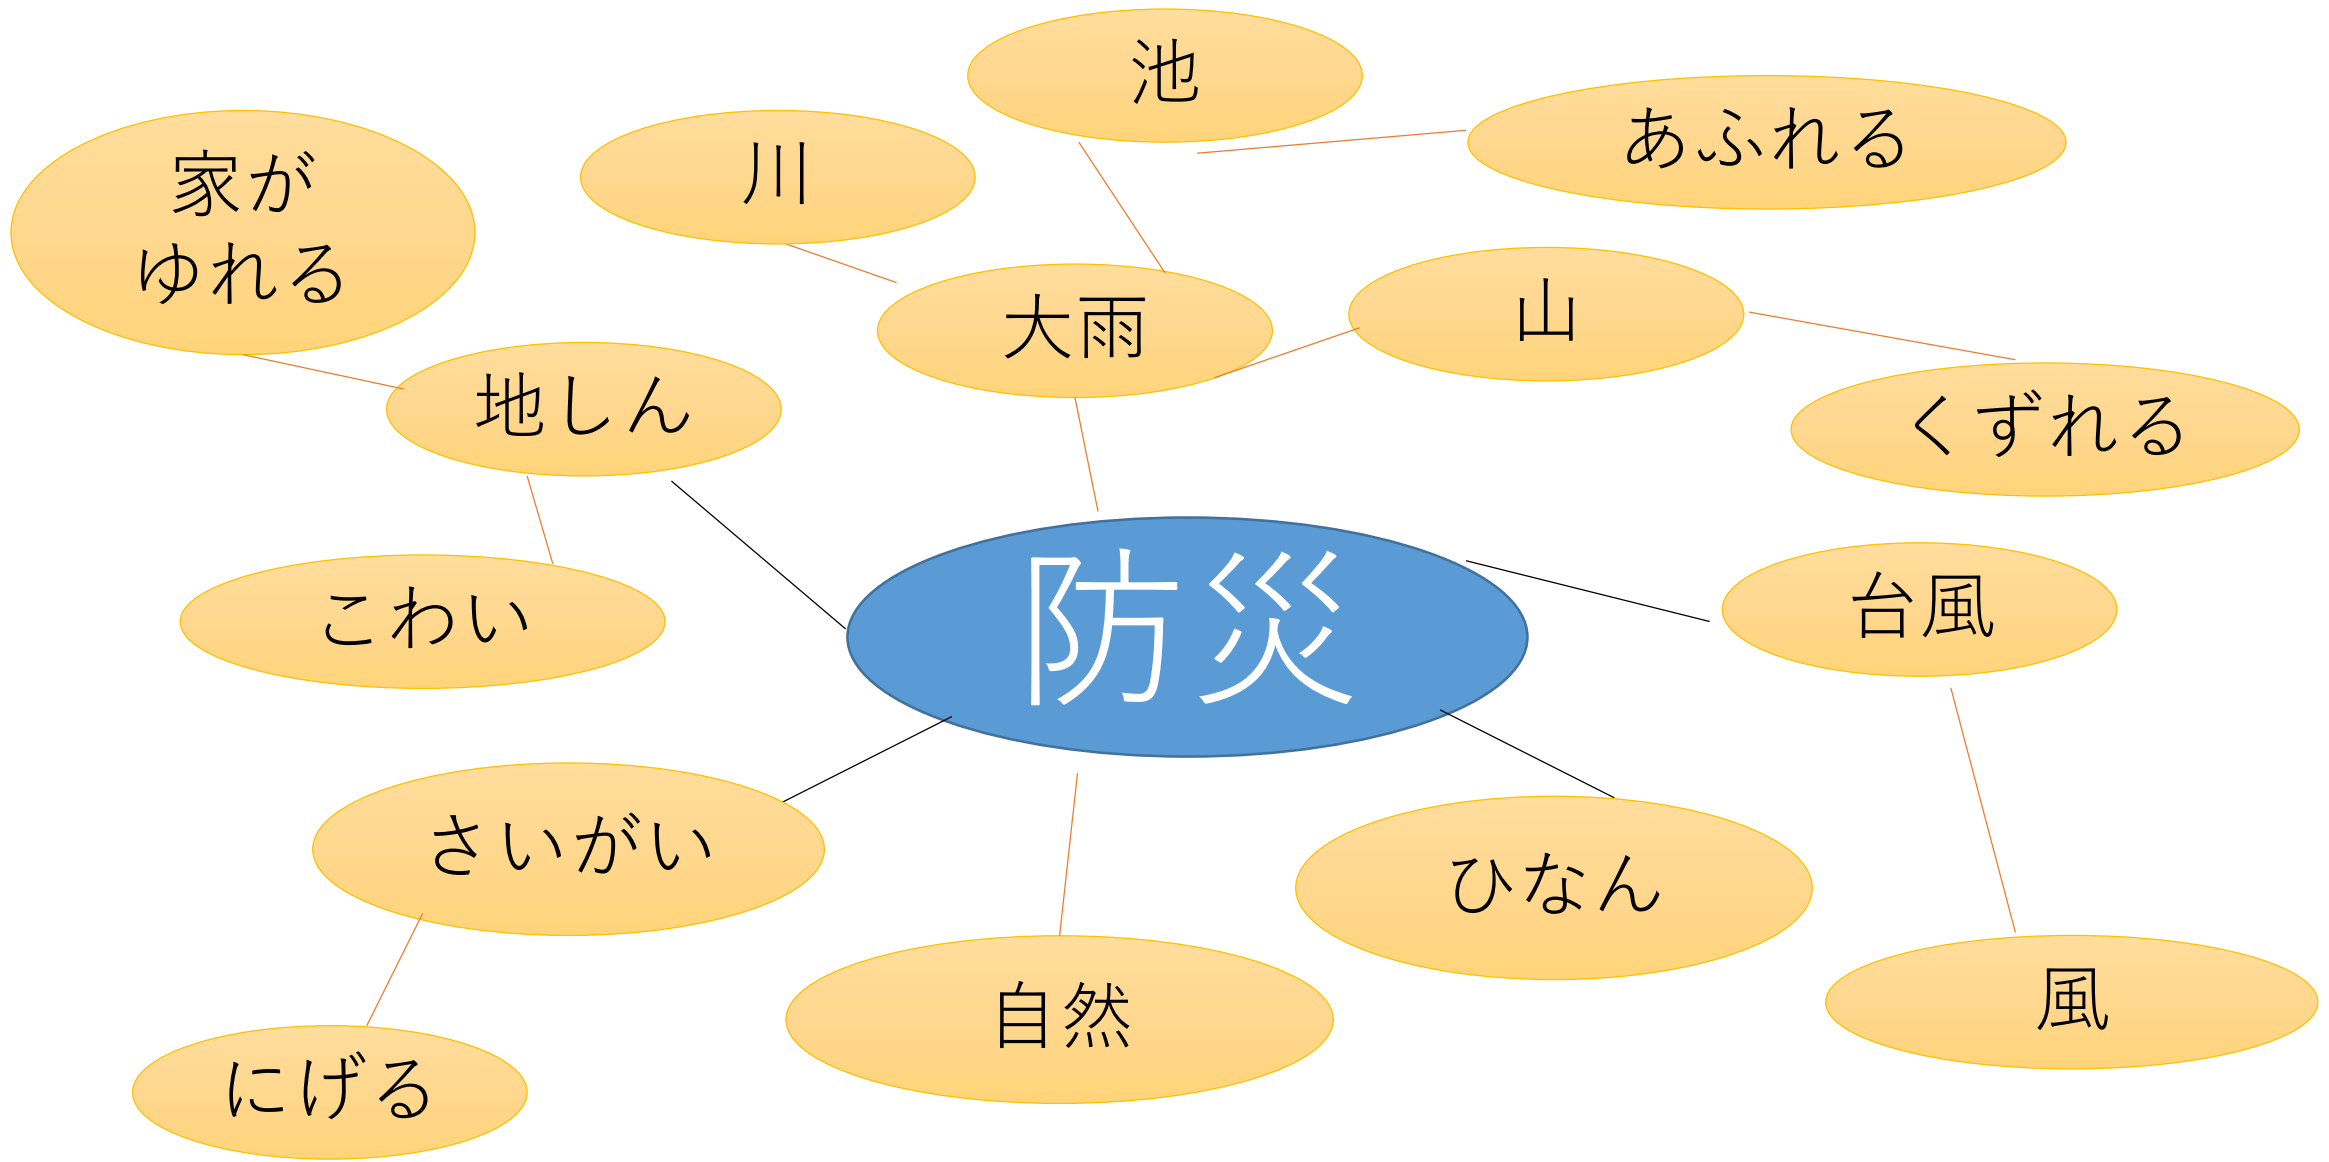 池
あふれる
川
家が
ゆれる
山
大雨
地しん
くずれる
台風
こわい
防災
さいがい
ひなん
風
自然
にげる